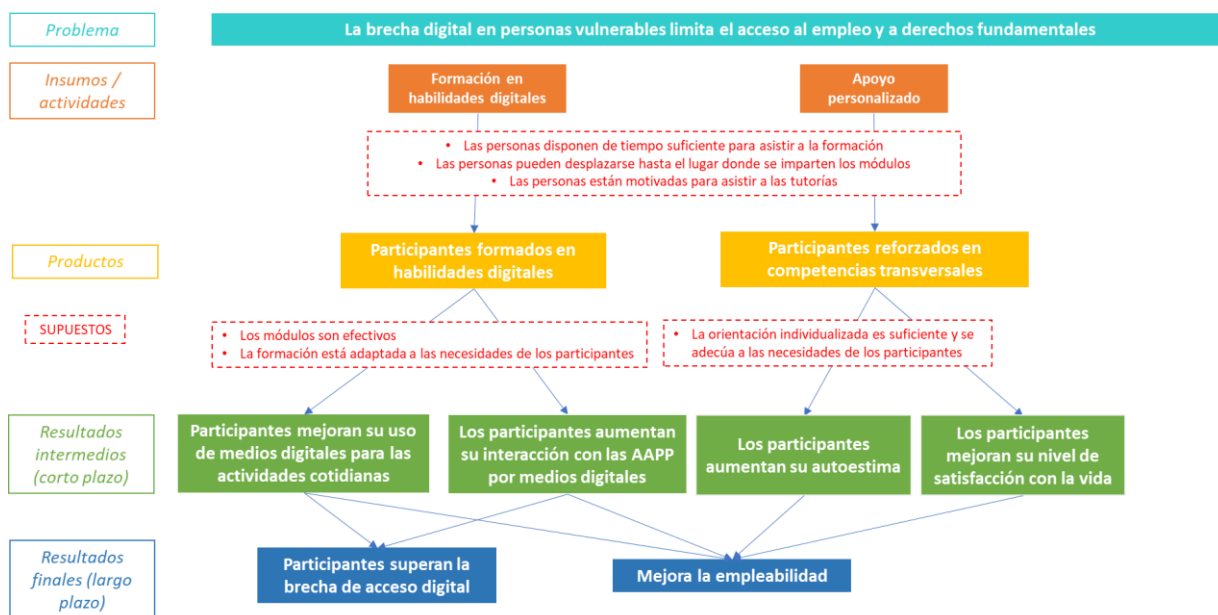 Problema
La brecha digital en personas vulnerables limita el acceso al empleo y a derechos fundamentales
Insumos /
actividades
Formación en
habilidades digitales
Apoyo
personalizado
• Las personas disponen de tiempo suficiente para asistir a la formación
• Las personas pueden desplazarse hasta el lugar donde se imparten los módulos
• Las personas están motivadas para asistir a las tutorías
Productos
Participantes formados en
habilidades digitales
Participantes reforzados en
competencias transversales
SUPUESTOS
• Los módulos son efectivos
• La formación está adaptada a las necesidades de los participantes
• La orientación individualizada es suficiente y se
adecúa a las necesidades de los participantes
Resultados
intermedios
(corto plazo)
Participantes mejoran su uso
de medios digitales para las
actividades cotidianas
Los participantes aumentan
su interacción con las AAPP
por medios digitales
Los participantes
aumentan su autoestima
Los participantes
mejoran su nivel de
satisfacción con la vida
Resultados
finales (largo
plazo)
Participantes superan la
brecha de acceso digital
Mejora la empleabilidad